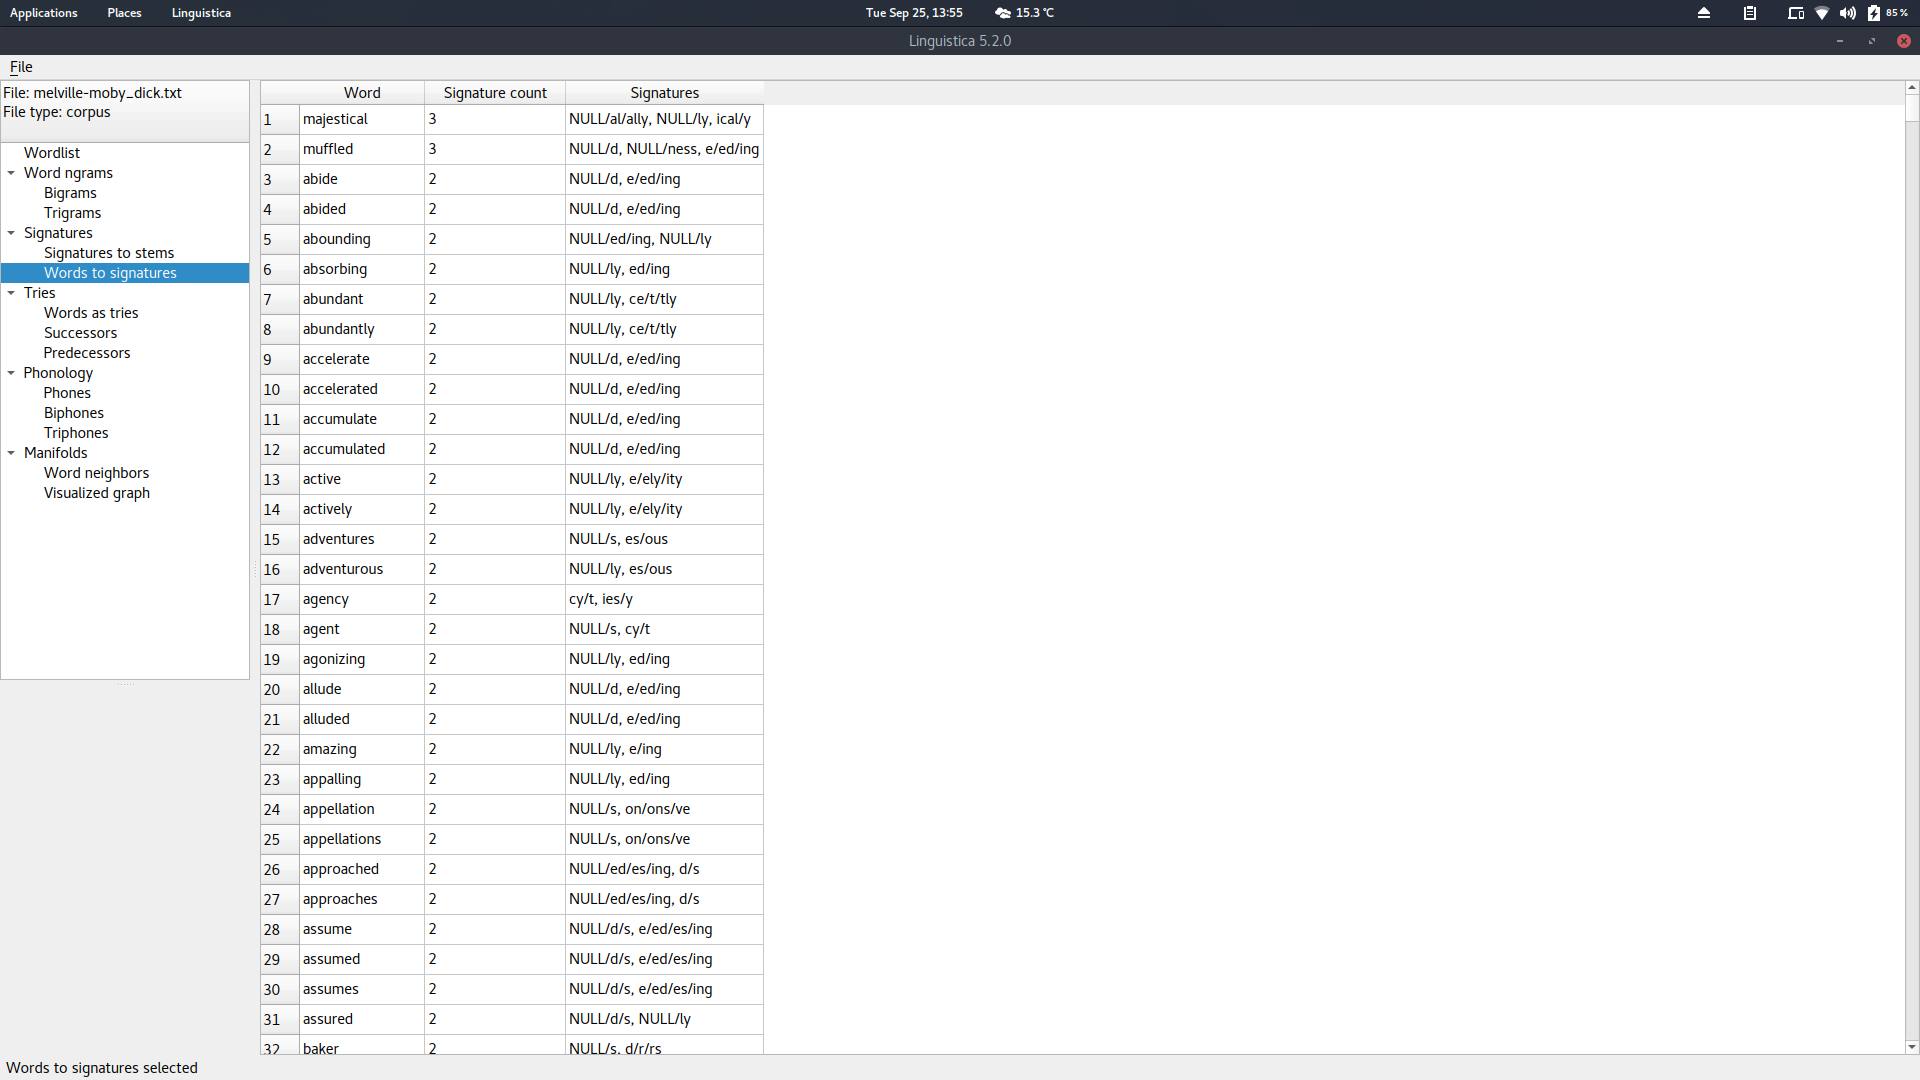 Applications Places Linguistica Tue Sep 25, 13:55 15.3 °C 85 %
Linguistica 5.2.0
File
File: melville-moby_dick.txt
File type: corpus
Wordlist
Word ngrams
Bigrams
Trigrams
Signatures
Signatures to stems
Words to signatures
Tries
Words as tries
Successors
Predecessors
Phonology
Phones
Biphones
Triphones
Manifolds
Word neighbors
Visualized graph
Word Signature count Signatures
1 majestical 3 NULL/al/ally, NULL/ly, ical/y
2 muffled 3 NULL/d, NULL/ness, e/ed/ing
3 abide 2 NULL/d, e/ed/ing
4 abided 2 NULL/d, e/ed/ing
5 abounding 2 NULL/ed/ing, NULL/ly
6 absorbing 2 NULL/ly, ed/ing
7 abundant 2 NULL/ly, ce/t/tly
8 abundantly 2 NULL/ly, ce/t/tly
9 accelerate 2 NULL/d, e/ed/ing
10 accelerated 2 NULL/d, e/ed/ing
11 accumulate 2 NULL/d, e/ed/ing
12 accumulated 2 NULL/d, e/ed/ing
13 active 2 NULL/ly, e/ely/ity
14 actively 2 NULL/ly, e/ely/ity
15 adventures 2 NULL/s, es/ous
16 adventurous 2 NULL/ly, es/ous
17 agency 2 cy/t, ies/y
18 agent 2 NULL/s, cy/t
19 agonizing 2 NULL/ly, ed/ing
20 allude 2 NULL/d, e/ed/ing
21 alluded 2 NULL/d, e/ed/ing
22 amazing 2 NULL/ly, e/ing
23 appalling 2 NULL/ly, ed/ing
24 appellation 2 NULL/s, on/ons/ve
25 appellations 2 NULL/s, on/ons/ve
26 approached 2 NULL/ed/es/ing, d/s
27 approaches 2 NULL/ed/es/ing, d/s
28 assume 2 NULL/d/s, e/ed/es/ing
29 assumed 2 NULL/d/s, e/ed/es/ing
30 assumes 2 NULL/d/s, e/ed/es/ing
31 assured 2 NULL/d/s, NULL/ly
32 baker 2 NULL/s, d/r/rs
Words to signatures selected